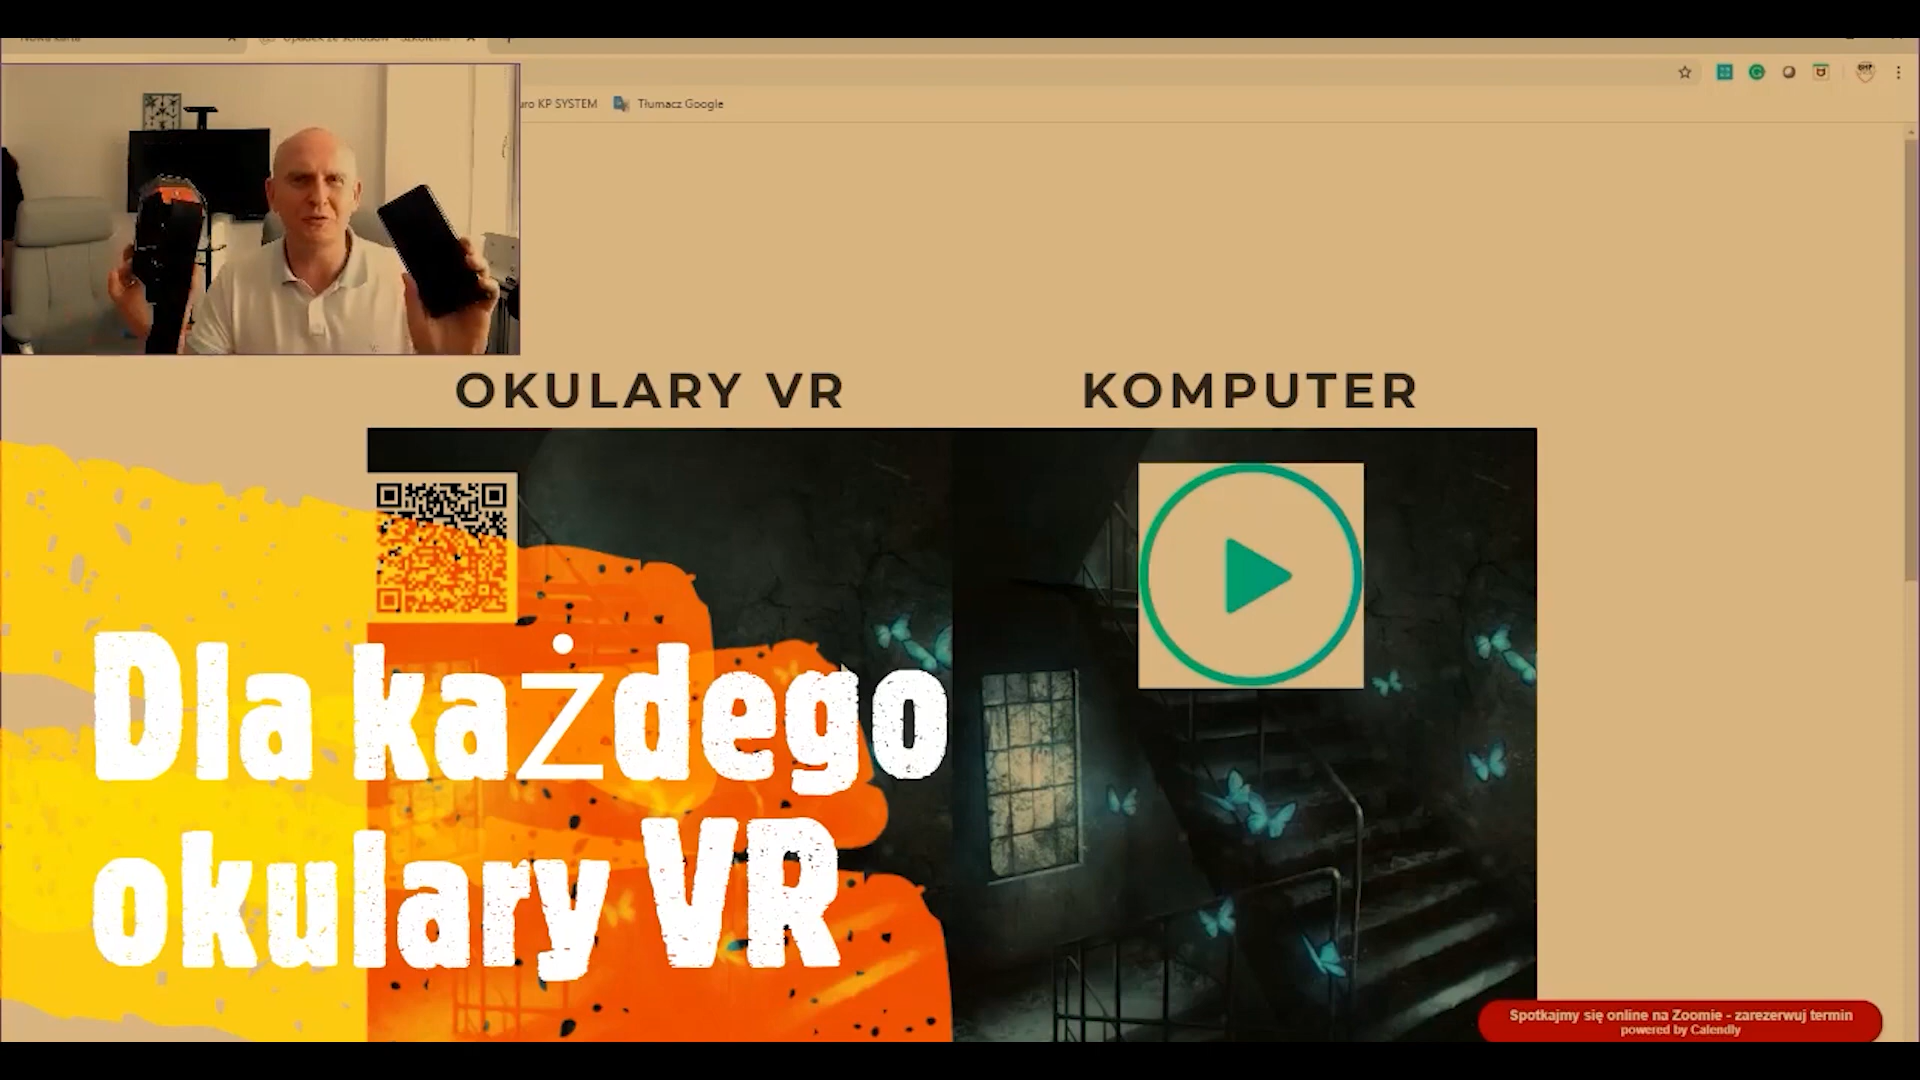 Tłumacz Google
uro KP SYSTEM
OKULARY VR
KOMPUTER
Dla każdego
okulary VR
Spotkajmy się online na Zoomie - zarezerwuj termin
powered by Calendly